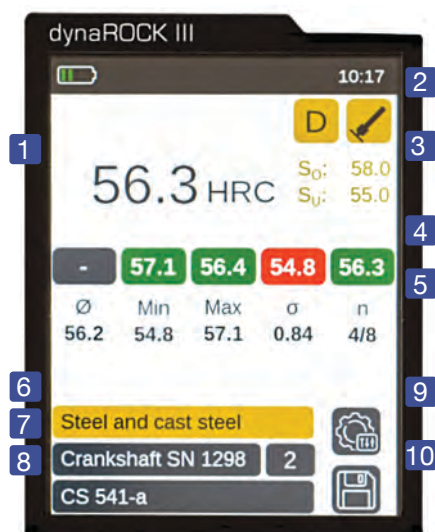 dynaROCK III
10:17
2
D
3
1
56.3 HRC
So: 58.0
Su: 55.0
4
- 57.1 56.4 54.8 56.3
5
Ø Min Max σ n
56.2 54.8 57.1 0.84 4/8
6
9
7
Steel and cast steel
8
Crankshaft SN 1298 2
10
CS 541-a